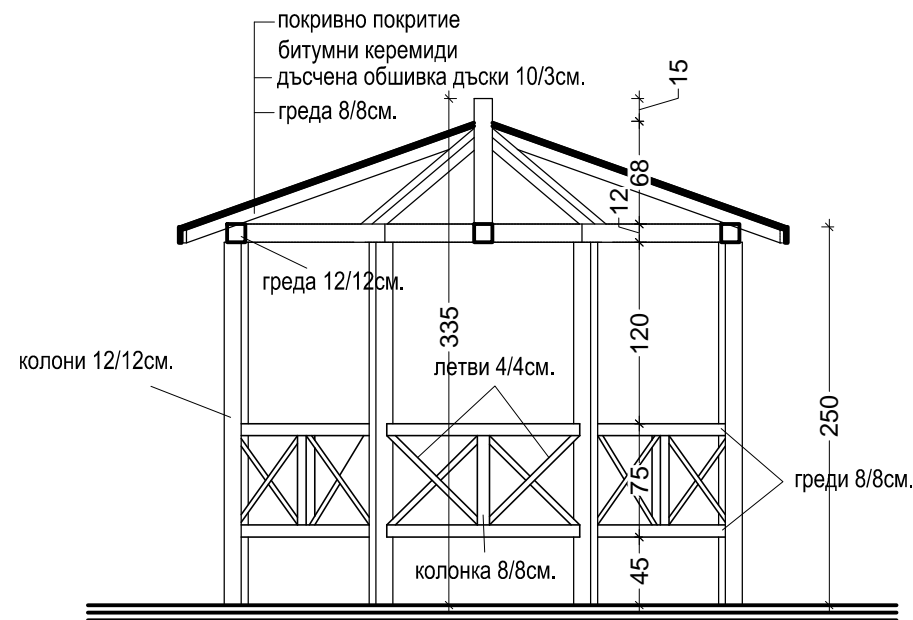 покривно покритие
битумни керемиди
дъсчена обшивка дъски 10/3см.
греда 8/8см.
15
68
12
греда 12/12см.
335
120
колони 12/12см.
летви 4/4см.
250
75
греди 8/8см.
колонка 8/8см.
45